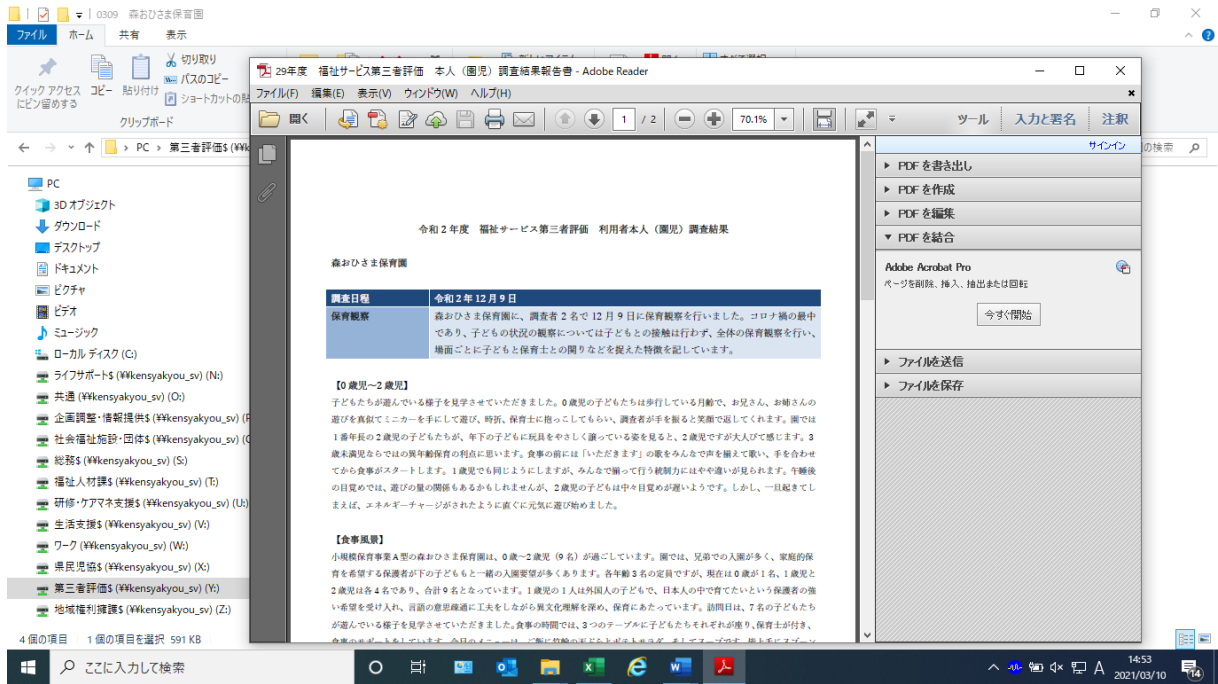 0309 森おひさま保育園
ファイル ホーム 共有 表示
クイック アクセスにピン留めする
コピー
貼り付け
切り取り
パスのコピー
クリップボード
← → ↑ PC › 第三者評価$ (¥¥k
の検索
PC
3D オブジェクト
ダウンロード
デスクトップ
ドキュメント
ピクチャ
ビデオ
ミュージック
ローカル ディスク (C:)
ライフサポート$ (¥¥kensyakyou_sv) (N:)
共通 (¥¥kensyakyou_sv) (O:)
企画調整・情報提供$ (¥¥kensyakyou_sv) (P
社会福祉施設・団体$ (¥¥kensyakyou_sv) (
総務$ (¥¥kensyakyou_sv) (S:)
福祉人材課$ (¥¥kensyakyou_sv) (T:)
研修・ケアマネ支援$ (¥¥kensyakyou_sv) (U:)
生活支援$ (¥¥kensyakyou_sv) (V:)
ワーク (¥¥kensyakyou_sv) (W:)
県民児協$ (¥¥kensyakyou_sv) (X:)
第三者評価$ (¥¥kensyakyou_sv) (Y:)
地域権利擁護$ (¥¥kensyakyou_sv) (Z:)
4 個の項目 1 個の項目を選択 591 KB
29年度 福祉サービス第三者評価 本人（園児）調査結果報告書 - Adobe Reader
ファイル(F) 編集(E) 表示(V) ウィンドウ(W) ヘルプ(H)
開く 1 / 2 70.1% ツール 入力と署名 注釈
サインイン
PDF を書き出し
PDF を作成
PDF を編集
PDF を結合
Adobe Acrobat Pro
ページを削除、挿入、抽出または回転
今すぐ開始
ファイルを送信
ファイルを保存
令和2年度 福祉サービス第三者評価 利用者本人（園児）調査結果
森おひさま保育園
調査日程 令和2年12月9日
保育観察 森おひさま保育園に、調査者2名で12月9日に保育観察を行いました。コロナ禍の最中
であり、子どもの状況の観察については子どもとの接触は行わず、全体の保育観察を行い、
場面ごとに子どもと保育士との関りなどを捉えた特徴を記しています。
【0歳児～2歳児】
子どもたちが遊んでいる様子を見学させていただきました。0歳児の子どもたちは歩行している月齢で、お兄さん、お姉さんの
遊びを真似てミニカーを手にして遊び、時折、保育士に抱っこしてもらい、調査者が手を振ると笑顔で返してくれます。園では
1番年長の2歳児の子どもたちが、年下の子どもに玩具をやさしく譲っている姿を見ると、2歳児ですが大人びて感じます。3
歳未満児ならではの異年齢保育の利点に思います。食事の前には「いただきます」の歌をみんなで声を揃えて歌い、手を合わせ
てから食事がスタートします。1歳児でも同じようにしますが、みんなで揃って行う統制力にはやや違いが見られます。午睡後
の目覚めでは、遊びの量の関係もあるかもしれませんが、2歳児の子どもは中々目覚めが遅いようです。しかし、一旦起きてし
まえば、エネルギーチャージがされたように直ぐに元気に遊び始めました。
【食事風景】
小規模保育事業A型の森おひさま保育園は、0歳～2歳児（9名）が過ごしています。園では、兄弟での入園が多く、家庭的保
育を希望する保護者が下の子どももと一緒の入園要望が多くあります。各年齢3名の定員ですが、現在は0歳が1名、1歳児と
2歳児は各4名であり、合計9名となっています。1歳児の1人は外国人の子どもで、日本人の中で育てたいという保護者の強
い希望を受け入れ、言語の意思疎通に工夫をしながら異文化理解を深め、保育にあたっています。訪問日は、7名の子どもたち
が遊んでいる様子を見学させていただきました。食事の時間では、3つのテーブルに子どもたちそれぞれが座り、保育士が付き、
ここに入力して検索
A 14:53
2021/03/10
14